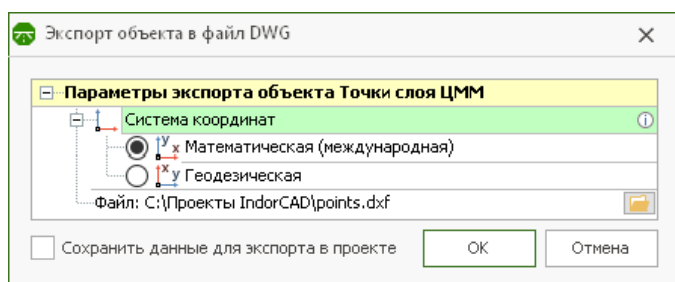 Экспорт объекта в файл DWG
Параметры экспорта объекта Точки слоя ЦММ
Система координат
y x Математическая (международная)
x y Геодезическая
Файл: C:\Проекты IndorCAD\points.dxf
Сохранить данные для экспорта в проекте
ОК
Отмена